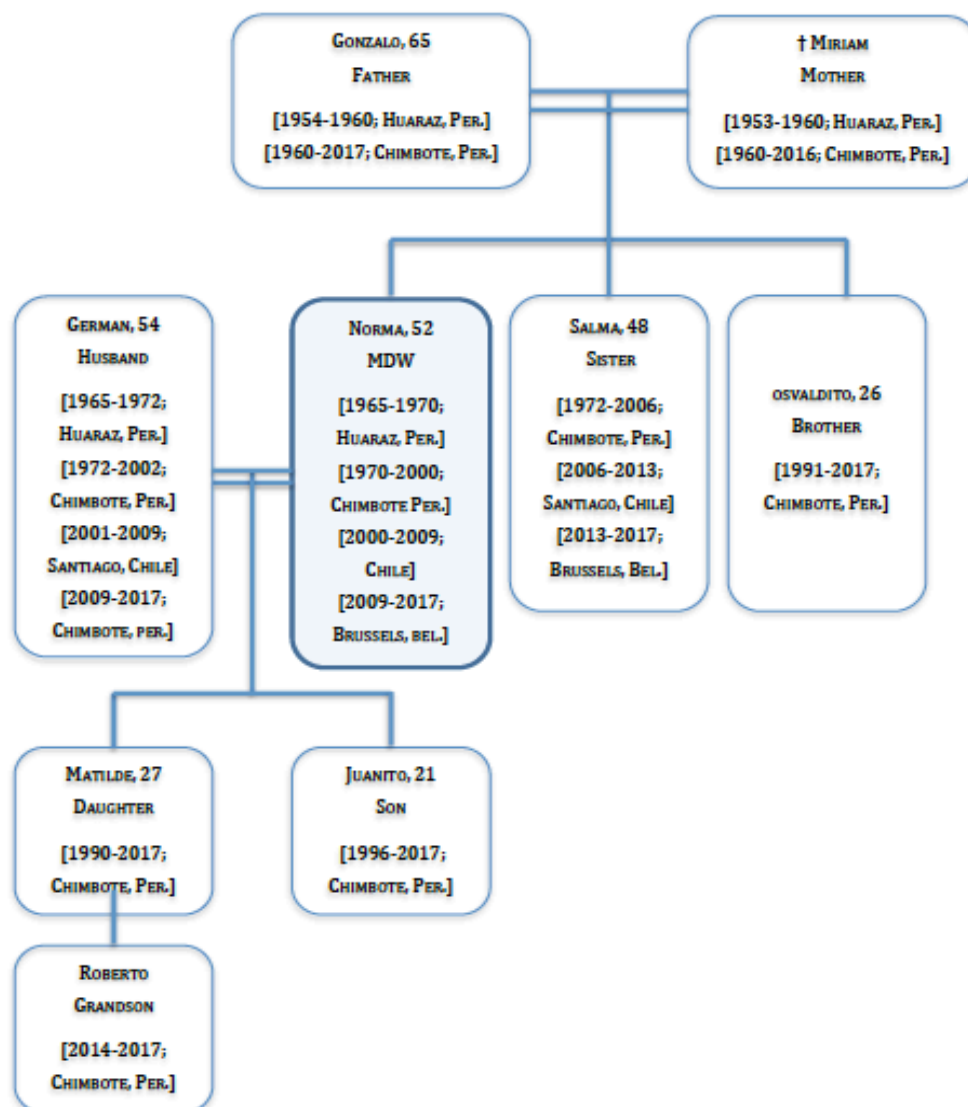 Gonzalo, 65
Father
[1954-1960; Huaraz, Per.]
[1960-2017; Chimbote, Per.]
† Miriam
Mother
[1953-1960; Huaraz, Per.]
[1960-2016; Chimbote, Per.]
German, 54
Husband
[1965-1972;
Huaraz, Per.]
[1972-2002;
Chimbote, Per.]
[2001-2009;
Santiago, Chile]
[2009-2017;
Chimbote, per.]
Norma, 52
MDW
[1965-1970;
Huaraz, Per.]
[1970-2000;
Chimbote Per.]
[2000-2009;
Chile]
[2009-2017;
Brussels, bel.]
Salma, 48
Sister
[1972-2006;
Chimbote, Per.]
[2006-2013;
Santiago, Chile]
[2013-2017;
Brussels, Bel.]
osvaldito, 26
Brother
[1991-2017;
Chimbote, Per.]
Matilde, 27
Daughter
[1990-2017;
Chimbote, Per.]
Juanito, 21
Son
[1996-2017;
Chimbote, Per.]
Roberto
Grandson
[2014-2017;
Chimbote, Per.]